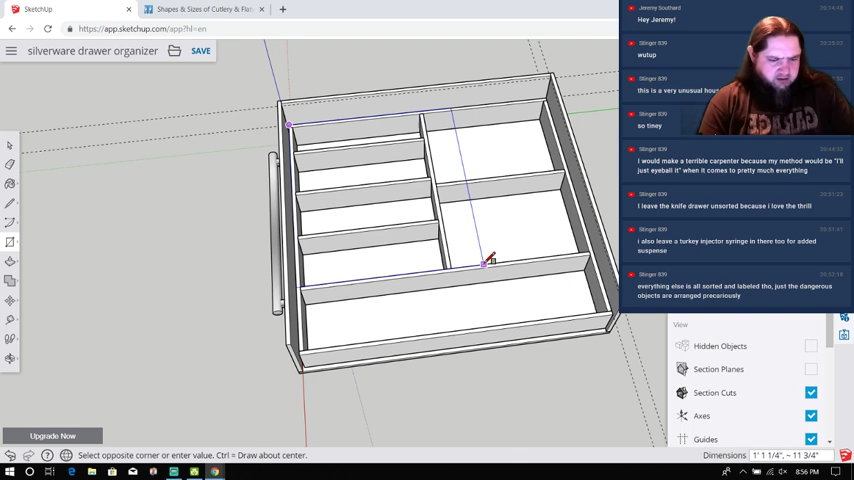 SketchUp
Shapes & Sizes of Cutlery & Flat
https://app.sketchup.com/app?hl=en
silverware drawer organizer
SAVE
Upgrade Now
Select opposite corner or enter value. Ctrl = Draw about center.
Jeremy Southard
Hey Jeremy!
Slinger 839
wutup
Slinger 839
this is a very unusual hou
Slinger 839
so tiney
Slinger 839
I would make a terrible carpenter because my method would be "i'll
just eyeball it" when it comes to pretty much everything
Slinger 839
I leave the knife drawer unsorted because i love the thrill
Slinger 839
i also leave a turkey injector syringe in there too for added
suspense
Slinger 839
everything else is all sorted and labeled tho, just the dangerous
objects are arranged precariously
GARAGE
View
Hidden Objects
Section Planes
Section Cuts
Axes
Guides
Dimensions
1' 1 1/4", ~ 11 3/4"
8:56 PM